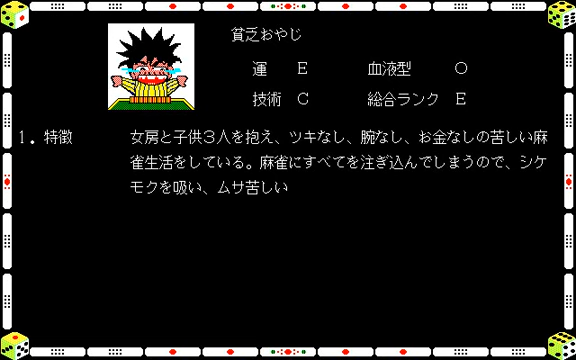 貧乏おやじ
運 E 血液型 O
技術 C 総合ランク E
1.特徴 女房と子供3人を抱え、ツキなし、腕なし、お金なしの苦しい麻
雀生活をしている。麻雀にすべてを注ぎ込んでしまうので、シケ
モクを吸い、ムサ苦しい